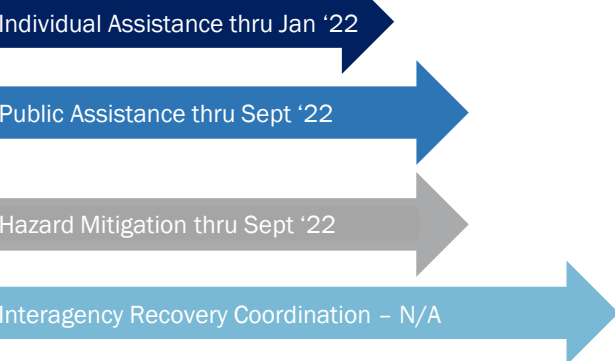 Individual Assistance thru Jan ‘22
Public Assistance thru Sept ‘22
Hazard Mitigation thru Sept ‘22
Interagency Recovery Coordination – N/A